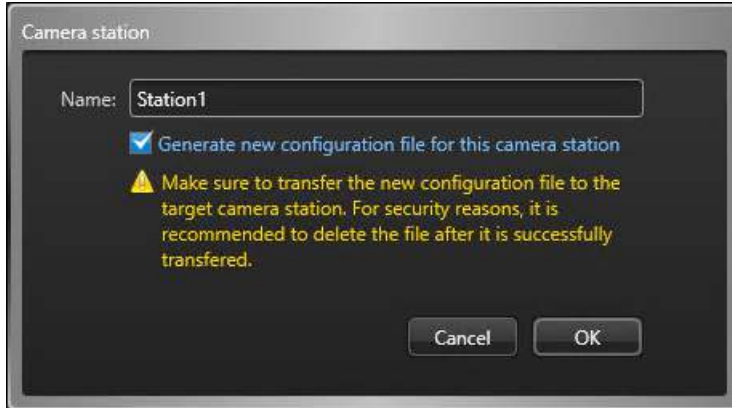 Camera station
Name: Station1
Generate new configuration file for this camera station
Make sure to transfer the new configuration file to the
target camera station. For security reasons, it is
recommended to delete the file after it is successfully
transfered.
Cancel OK